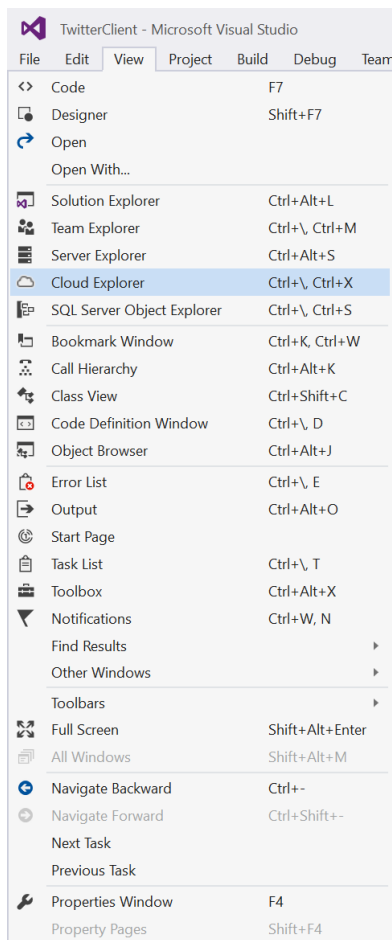 TwitterClient - Microsoft Visual Studio
File Edit View Project Build Debug Team
Code F7
Designer Shift+F7
Open
Open With...
Solution Explorer Ctrl+Alt+L
Team Explorer Ctrl+\, Ctrl+M
Server Explorer Ctrl+Alt+S
Cloud Explorer Ctrl+\, Ctrl+X
SQL Server Object Explorer Ctrl+\, Ctrl+S
Bookmark Window Ctrl+K, Ctrl+W
Call Hierarchy Ctrl+Alt+K
Class View Ctrl+Shift+C
Code Definition Window Ctrl+\, D
Object Browser Ctrl+Alt+J
Error List Ctrl+\, E
Output Ctrl+Alt+O
Start Page
Task List Ctrl+\, T
Toolbox Ctrl+Alt+X
Notifications Ctrl+W, N
Find Results
Other Windows
Toolbars
Full Screen Shift+Alt+Enter
All Windows Shift+Alt+M
Navigate Backward Ctrl+-
Navigate Forward Ctrl+Shift+-
Next Task
Previous Task
Properties Window F4
Property Pages Shift+F4